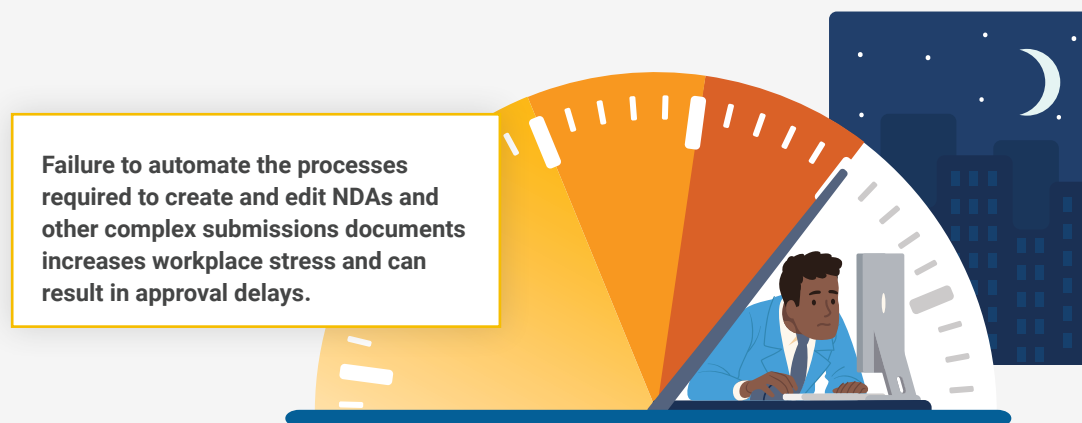 Failure to automate the processes
required to create and edit NDAs and
other complex submissions documents
increases workplace stress and can
result in approval delays.